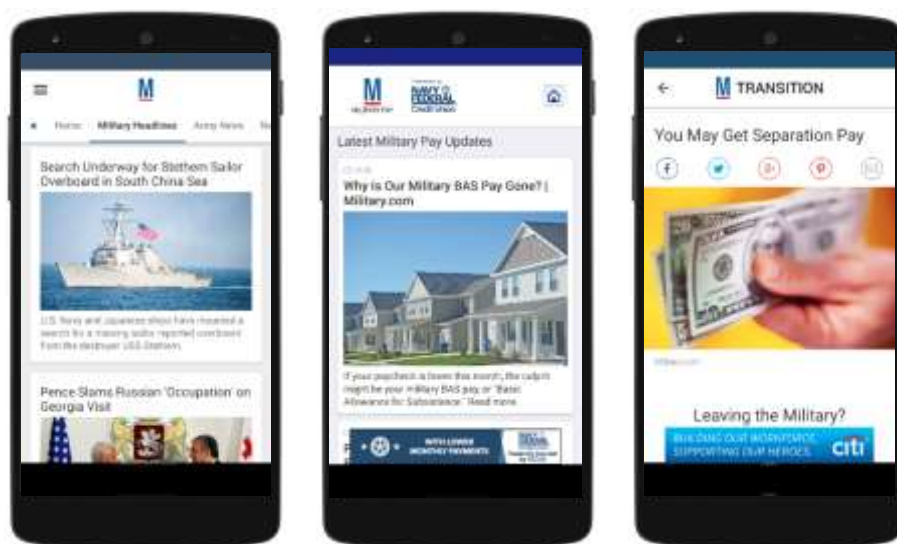 M
Home Military Headlines Army News
Search Underway for Stethem Sailor
Overboard in South China Sea
U.S. Navy and Japanese ships have mounted a
search for a missing sailor reported overboard
from the destroyer USS Stethem.
Pence Slams Russian 'Occupation' on
Georgia Visit
M
NAVY
FEDERAL
Credit Union
Latest Military Pay Updates
Why is Our Military BAS Pay Gone? |
Military.com
If your paycheck is lower this month, the culprit
might be your military BAS pay, or "Basic
Allowance for Subsistence." Read more
WITH LOWER
MONTHLY PAYMENTS
M TRANSITION
You May Get Separation Pay
Leaving the Military?
BUILDING OUR WORKFORCE.
SUPPORTING OUR HEROES.
citi